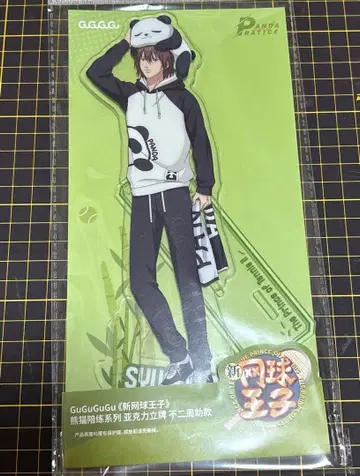 G.G.G.G.
PANDA
PRATICE
PANDA
The Prince of Tennis II
SYU
新
网球
王子
GuGuGuGu《新网球王子》
熊猫陪练系列 亚克力立牌 不二周助款